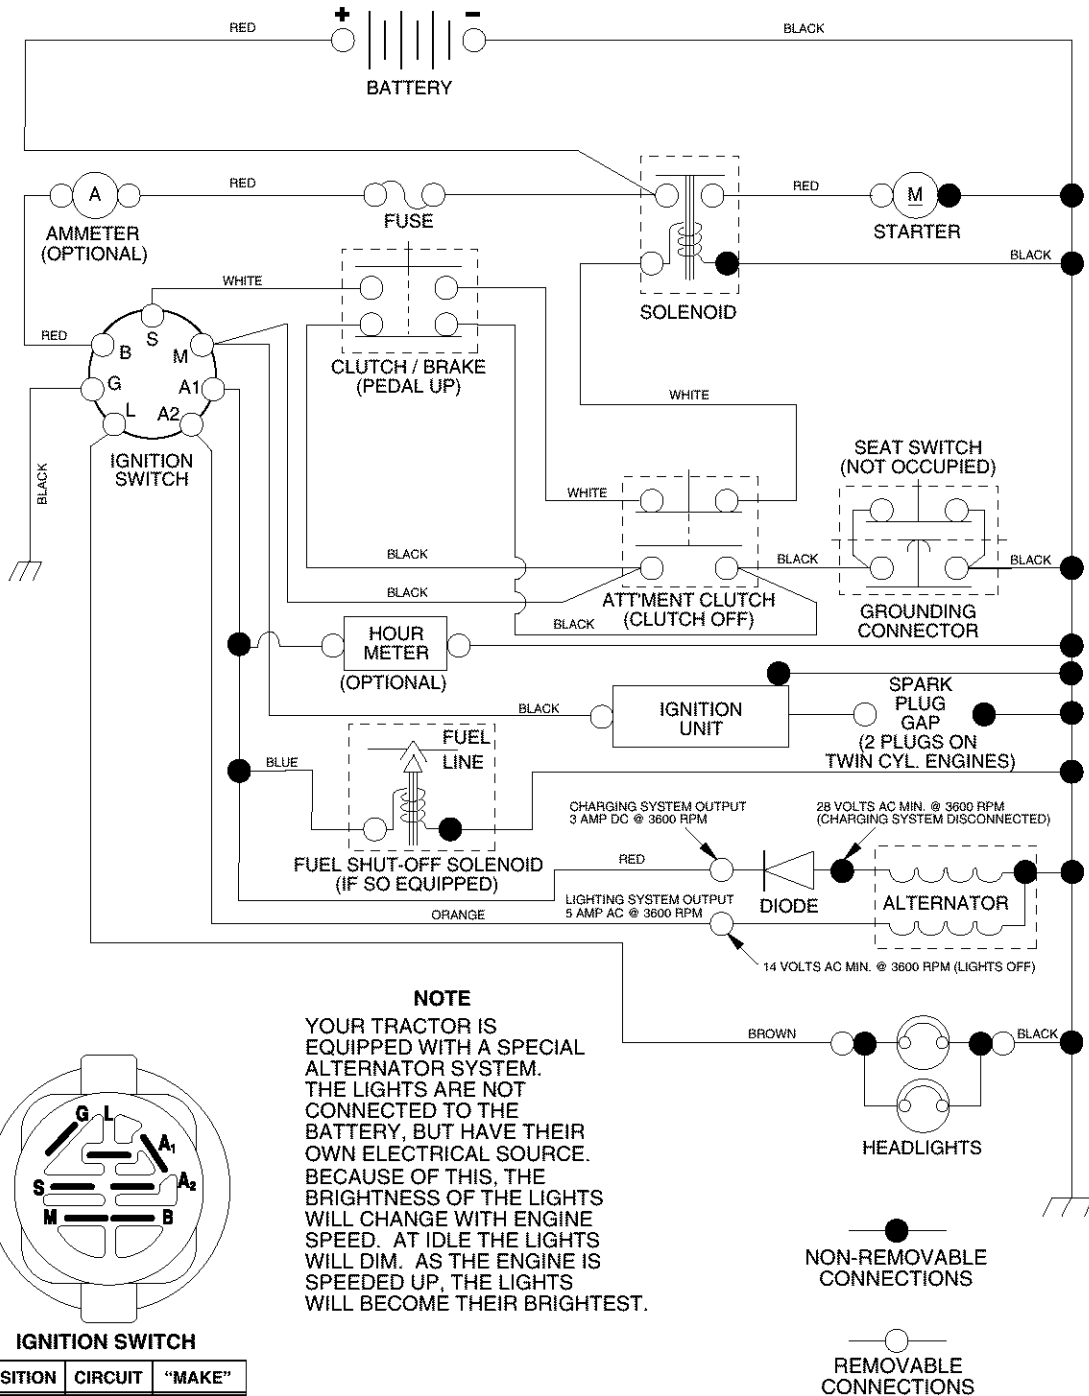 + −
RED
BLACK
BATTERY
A
RED
RED
M
AMMETER
(OPTIONAL)
FUSE
STARTER
BLACK
WHITE
SOLENOID
RED
S
B
M
G
A1
L
A2
CLUTCH / BRAKE
(PEDAL UP)
WHITE
IGNITION
SWITCH
BLACK
SEAT SWITCH
(NOT OCCUPIED)
WHITE
BLACK
BLACK
BLACK
BLACK
ATT'MENT CLUTCH
(CLUTCH OFF)
BLACK
GROUNDING
CONNECTOR
HOUR
METER
(OPTIONAL)
BLACK
IGNITION
UNIT
SPARK
PLUG
GAP
(2 PLUGS ON
TWIN CYL. ENGINES)
FUEL
LINE
BLUE
FUEL SHUT-OFF SOLENOID
(IF SO EQUIPPED)
CHARGING SYSTEM OUTPUT
3 AMP DC @ 3600 RPM
28 VOLTS AC MIN. @ 3600 RPM
(CHARGING SYSTEM DISCONNECTED)
RED
DIODE
ALTERNATOR
LIGHTING SYSTEM OUTPUT
5 AMP AC @ 3600 RPM
ORANGE
14 VOLTS AC MIN. @ 3600 RPM (LIGHTS OFF)
NOTE
YOUR TRACTOR IS
EQUIPPED WITH A SPECIAL
ALTERNATOR SYSTEM.
THE LIGHTS ARE NOT
CONNECTED TO THE
BATTERY, BUT HAVE THEIR
OWN ELECTRICAL SOURCE.
BECAUSE OF THIS, THE
BRIGHTNESS OF THE LIGHTS
WILL CHANGE WITH ENGINE
SPEED. AT IDLE THE LIGHTS
WILL DIM. AS THE ENGINE IS
SPEEDED UP, THE LIGHTS
WILL BECOME THEIR BRIGHTEST.
BROWN
BLACK
HEADLIGHTS
NON-REMOVABLE
CONNECTIONS
REMOVABLE
CONNECTIONS
G L
A1
A2
S
M
B
IGNITION SWITCH
SITION CIRCUIT "MAKE"